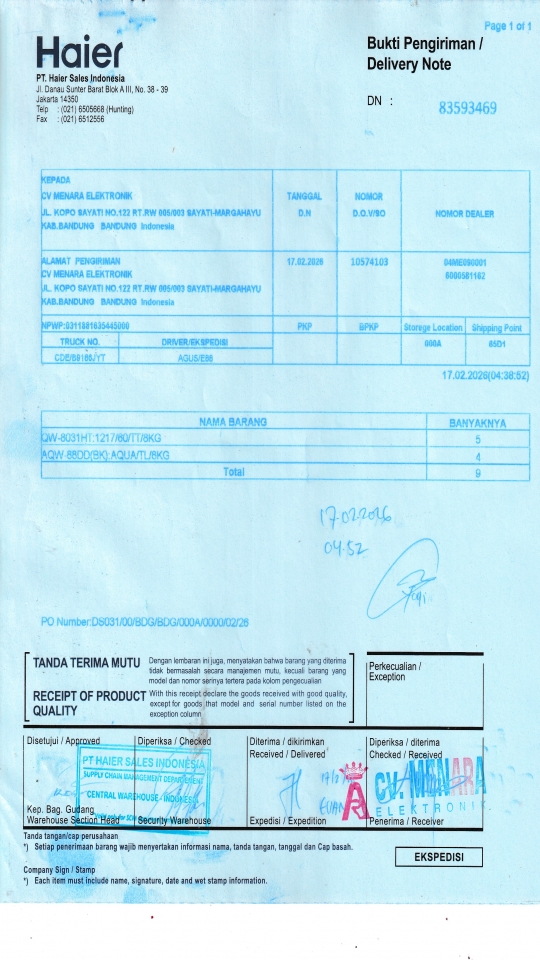 Page 1 of 1
Haier
Bukti Pengiriman /
Delivery Note
PT. Haier Sales Indonesia
Jl. Danau Sunter Barat Blok A III, No. 38 - 39
Jakarta 14350
Telp : (021) 6505668 (Hunting)
Fax : (021) 6512556
DN : 83593469
KEPADA
CV MENARA ELEKTRONIK
JL. KOPO SAYATI NO.122 RT.RW 005/003 SAYATI-MARGAHAYU
KAB.BANDUNG BANDUNG Indonesia
TANGGAL
D.N
NOMOR
D.O.V/SO
NOMOR DEALER
ALAMAT PENGIRIMAN
CV MENARA ELEKTRONIK
JL. KOPO SAYATI NO.122 RT.RW 005/003 SAYATI-MARGAHAYU
KAB.BANDUNG BANDUNG Indonesia
17.02.2026
10574103
6000581162
NPWP:0311881635445000
PKP
BPKP
Storage Location
Shipping Point
TRUCK NO.
DRIVER/EKSPEDISI
000A
65D1
17.02.2026(04:38:52)
NAMA BARANG BANYAKNYA
QW-8031HT:1217/60/TT/8KG 5
AQW-88DD(BK):AQUA/TL/8KG 4
Total 9
17.02.2026
04.52
PO Number:DS031/00/BDG/BDG/000A/0000/02/26
TANDA TERIMA MUTU
Dengan lembaran ini juga, menyatakan bahwa barang yang diterima
tidak bermasalah secara manajemen mutu, kecuali barang yang
model dan nomor serinya tertera pada kolom pengecualian
RECEIPT OF PRODUCT
QUALITY
With this receipt declare the goods received with good quality,
except for goods that model and serial number listed on the
exception column
Perkecualian /
Exception
Disetujui / Approved
Diperiksa / Checked
Diterima / dikirimkan
Received / Delivered
Diperiksa / diterima
Checked / Received
PT HAIER SALES INDONESIA
SUPPLY CHAIN MANAGEMENT DEPARTEMENT
CENTRAL WAREHOUSE - INDONESIA
17/2
CV. MENARA
ELEKTRONIK
Kep. Bag. Gudang
Warehouse Section Head
Security Warehouse
Expedisi / Expedition
Penerima / Receiver
Tanda tangan/cap perusahaan
*) Setiap penerimaan barang wajib menyertakan informasi nama, tanda tangan, tanggal dan Cap basah.
EKSPEDISI
Company Sign / Stamp
*) Each item must include name, signature, date and wet stamp information.